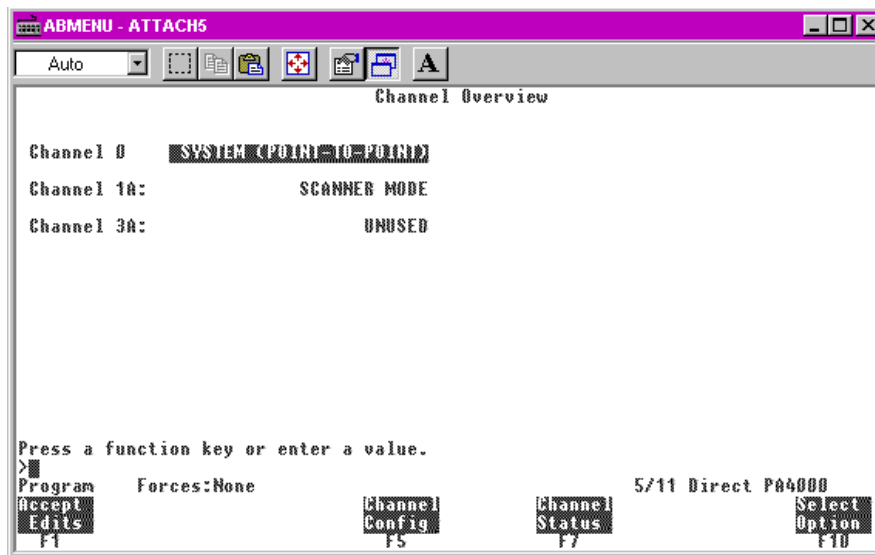 ABMENU - ATTACH5
Auto
A
Channel Overview
Channel 0 SYSTEM (POINT-TO-POINT)
Channel 1A: SCANNER MODE
Channel 3A: UNUSED
Press a function key or enter a value.
>
Program Forces:None 5/11 Direct PA4000
Accept Channel Channel Select
Edits Config Status Option
F1 F5 F7 F10